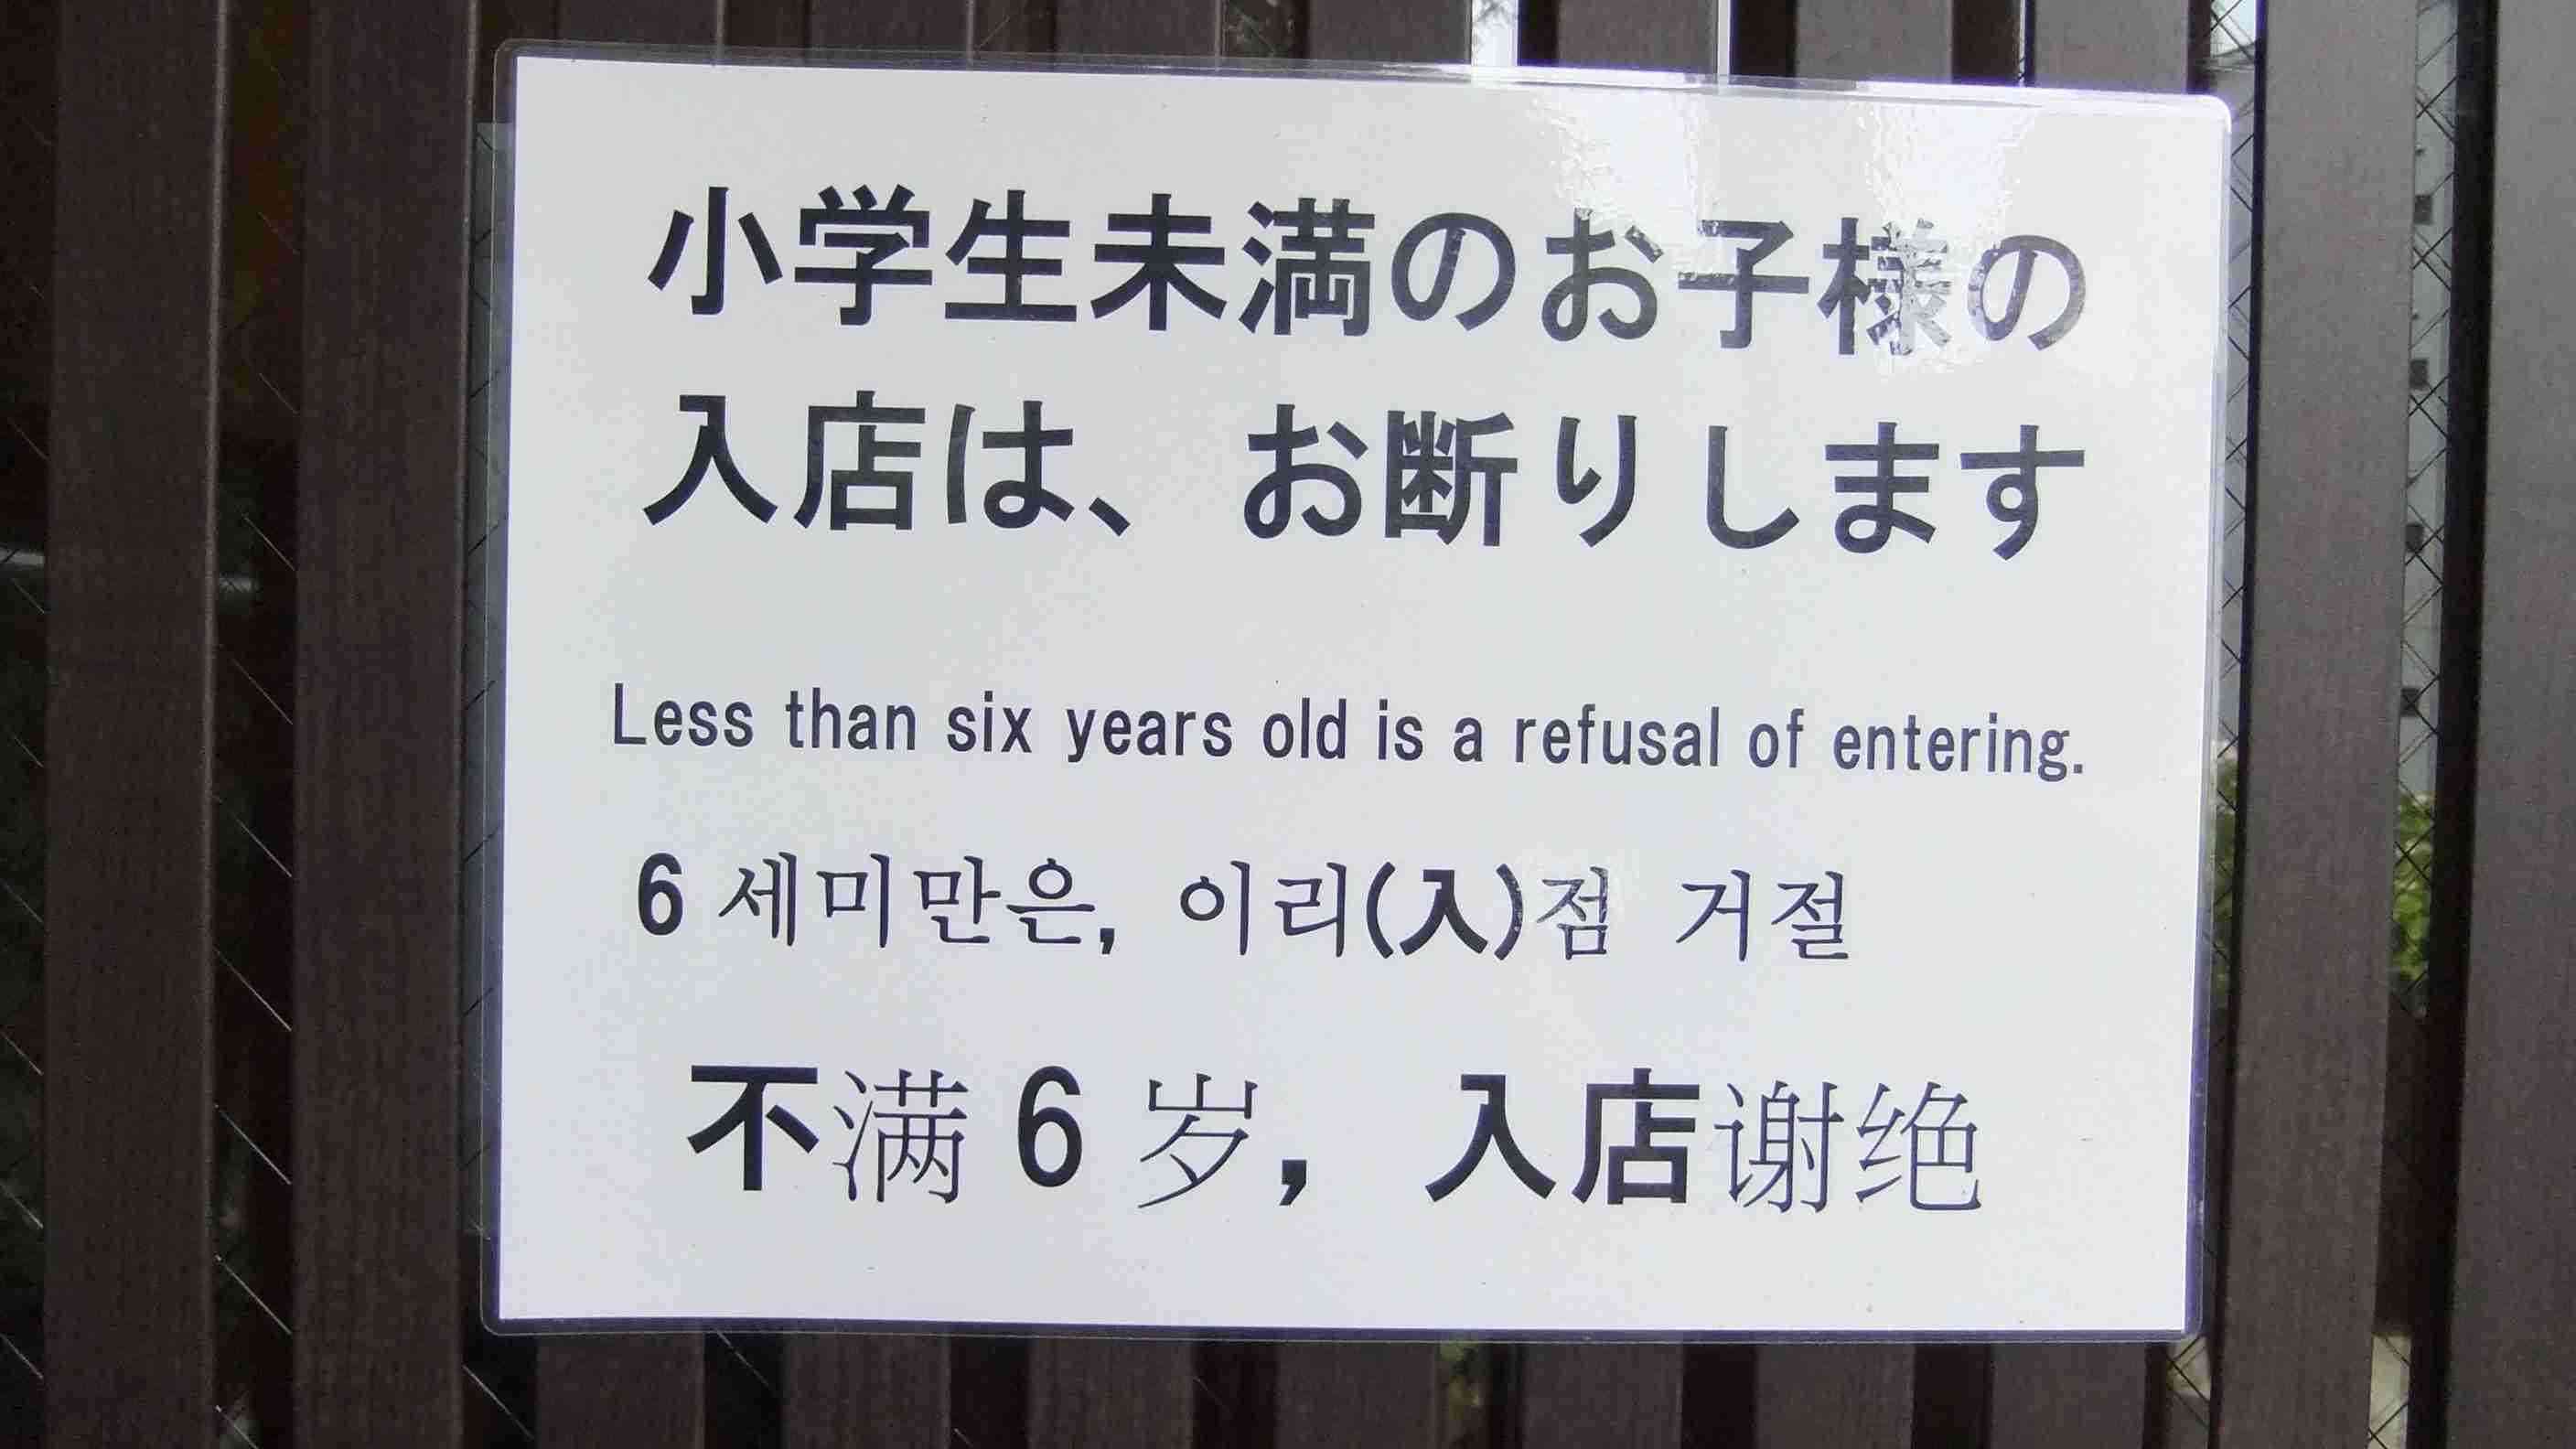 小学生未満のお子様の
入店は、お断りします
Less than six years old is a refusal of entering.
6 세미만은, 이리(入)점 거절
不满 6 岁，入店谢绝